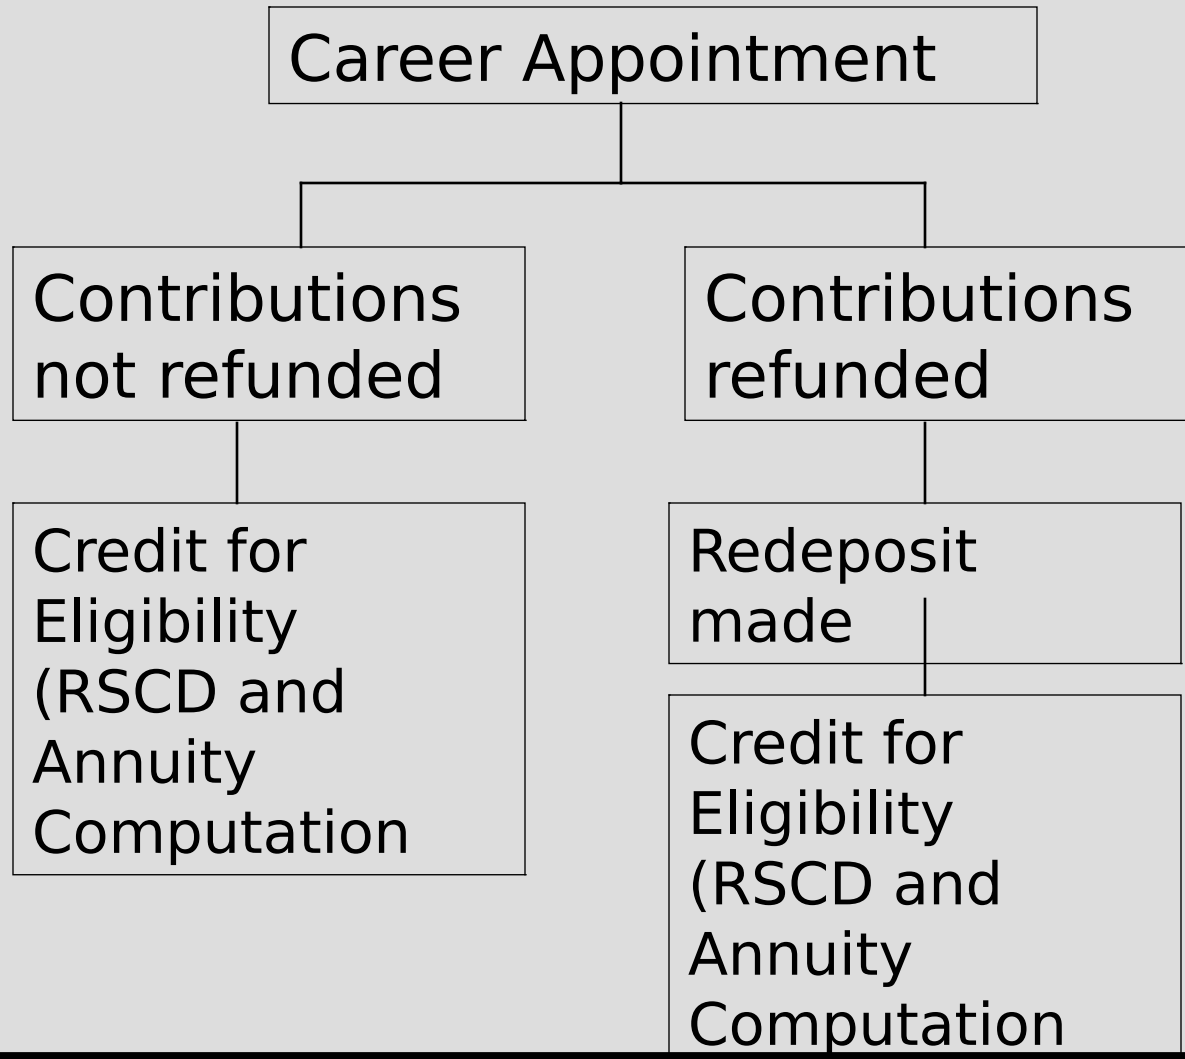 Career Appointment
Contributions
not refunded
Contributions
refunded
Credit for
Eligibility
(RSCD and
Annuity
Computation
Redeposit
made
Credit for
Eligibility
(RSCD and
Annuity
Computation